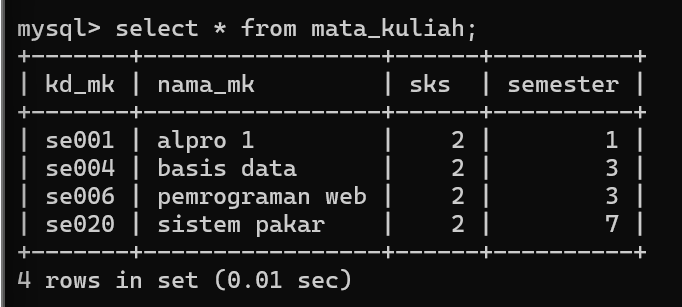 mysql> select * from mata_kuliah;
+-------+----------------+------+----------+
| kd_mk | nama_mk        | sks  | semester |
+-------+----------------+------+----------+
| se001 | alpro 1        |    2 |        1 |
| se004 | basis data     |    2 |        3 |
| se006 | pemrograman web |    2 |        3 |
| se020 | sistem pakar   |    2 |        7 |
+-------+----------------+------+----------+
4 rows in set (0.01 sec)